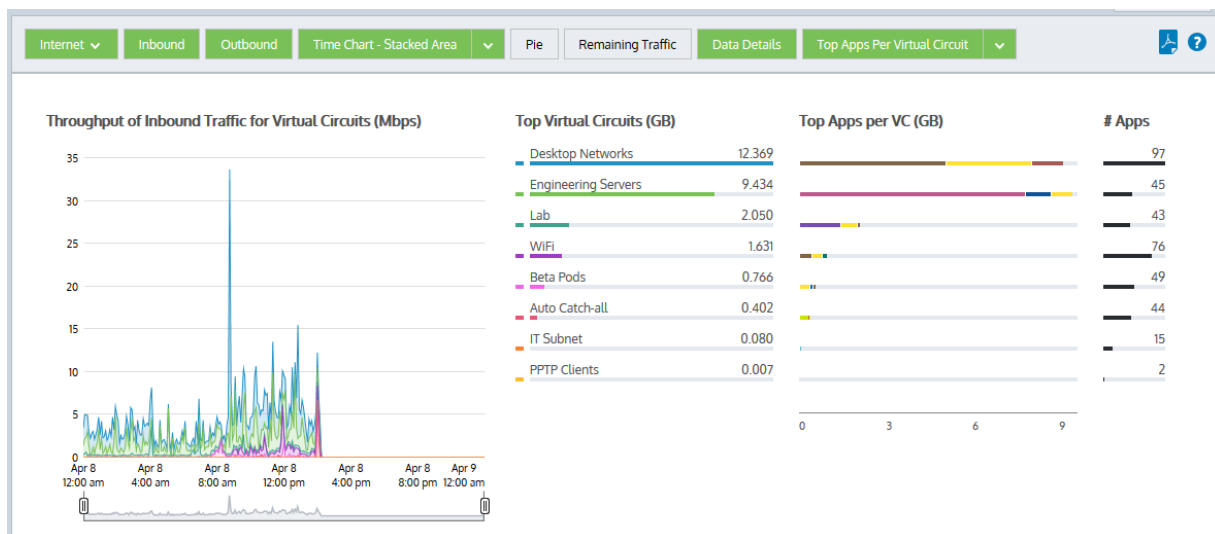 Internet Inbound Outbound Time Chart - Stacked Area Pie Remaining Traffic Data Details Top Apps Per Virtual Circuit ?
Throughput of Inbound Traffic for Virtual Circuits (Mbps)
35
30
25
20
15
10
5
0
Apr 8 Apr 8 Apr 8 Apr 8 Apr 8 Apr 8 Apr 9
12:00 am 4:00 am 8:00 am 12:00 pm 4:00 pm 8:00 pm 12:00 am
Top Virtual Circuits (GB)
Desktop Networks 12.369
Engineering Servers 9.434
Lab 2.050
WiFi 1.631
Beta Pods 0.766
Auto Catch-all 0.402
IT Subnet 0.080
PPTP Clients 0.007
Top Apps per VC (GB)
0 3 6 9
# Apps
97
45
43
76
49
44
15
2